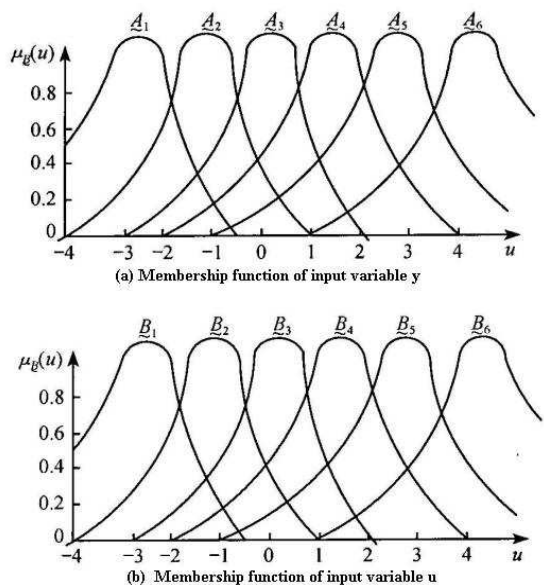 A1 A2 A3 A4 A5 A6
μB(u)
0.8
0.6
0.4
0.2
0
−4 −3 −2 −1 0 1 2 3 4 u
(a) Membership function of input variable y
B1 B2 B3 B4 B5 B6
μB(u)
0.8
0.6
0.4
0.2
0
−4 −3 −2 −1 0 1 2 3 4 u
(b) Membership function of input variable u